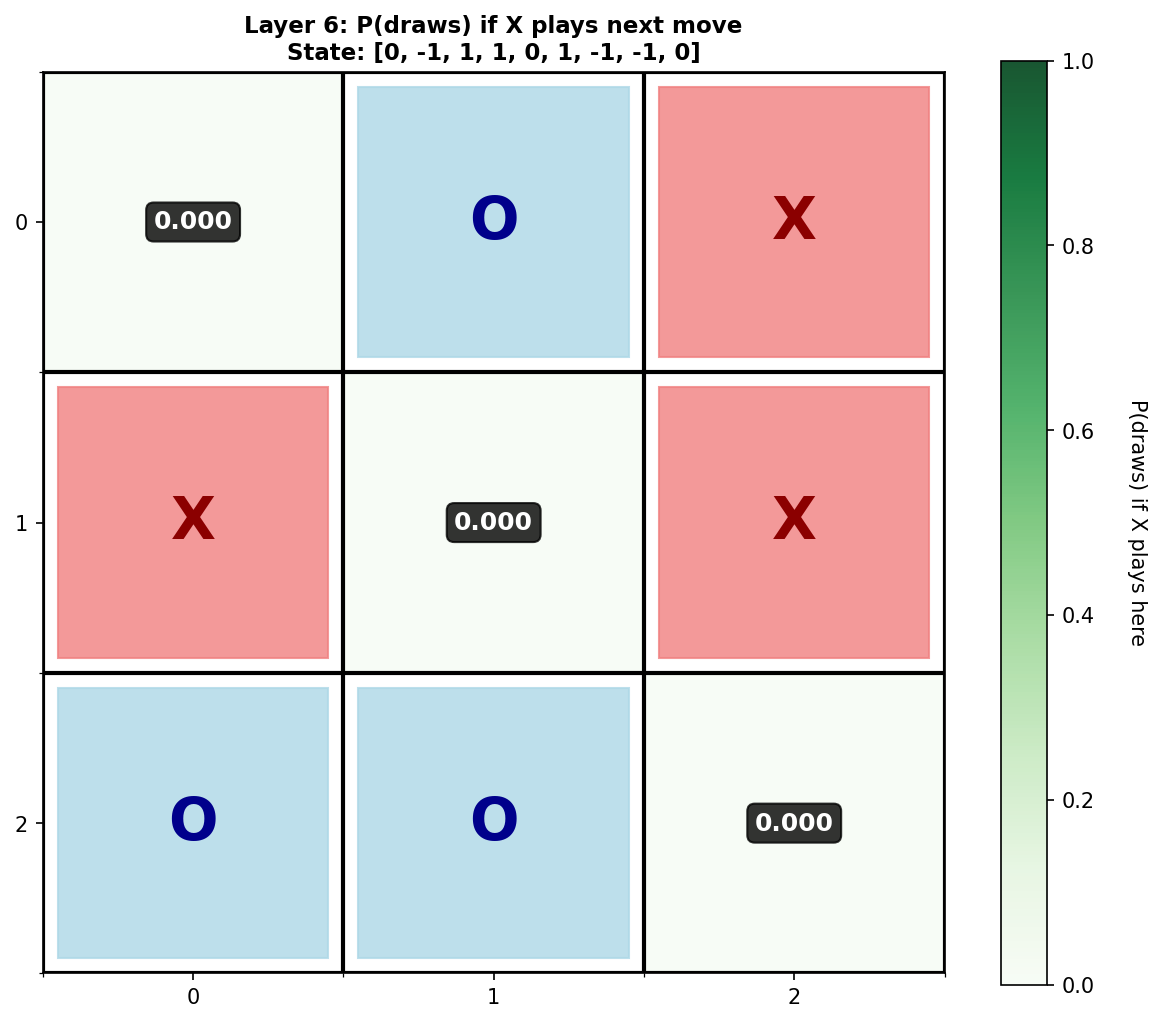 Layer 6: P(draws) if X plays next move
State: [0, -1, 1, 1, 0, 1, -1, -1, 0]
0
0.000
O
X
1
X
0.000
X
2
O
O
0.000
0
1
2
1.0
0.8
0.6
0.4
0.2
0.0
P(draws) if X plays here